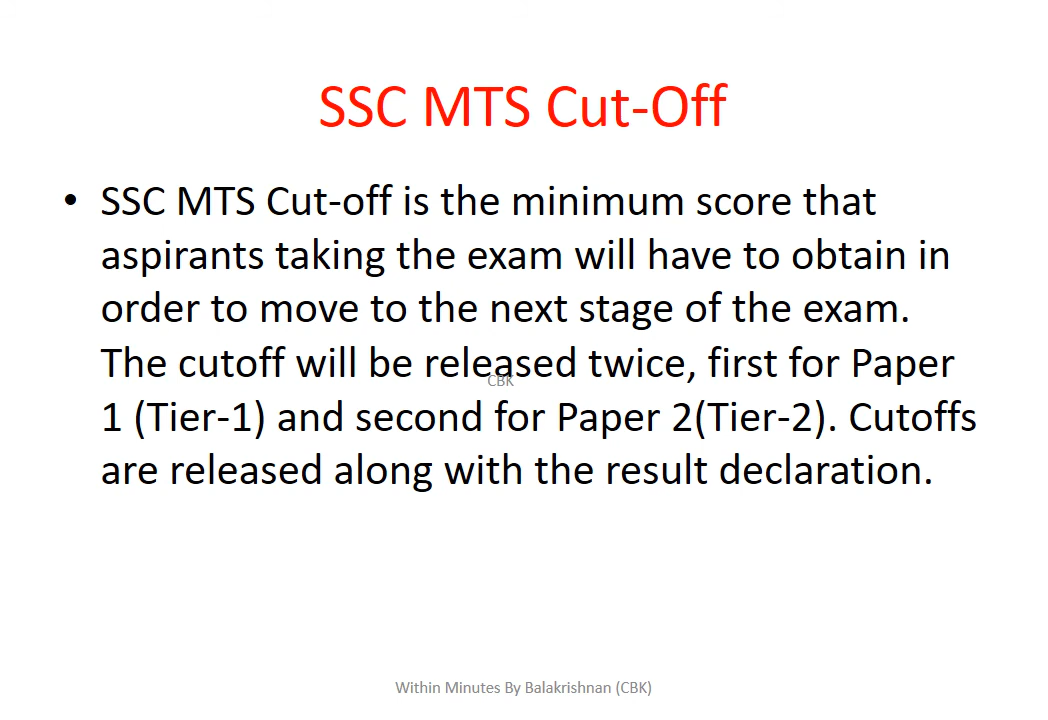 SSC MTS Cut-Off
• SSC MTS Cut-off is the minimum score that
aspirants taking the exam will have to obtain in
order to move to the next stage of the exam.
The cutoff will be released twice, first for Paper
CBK
1 (Tier-1) and second for Paper 2(Tier-2). Cutoffs
are released along with the result declaration.
Within Minutes By Balakrishnan (CBK)